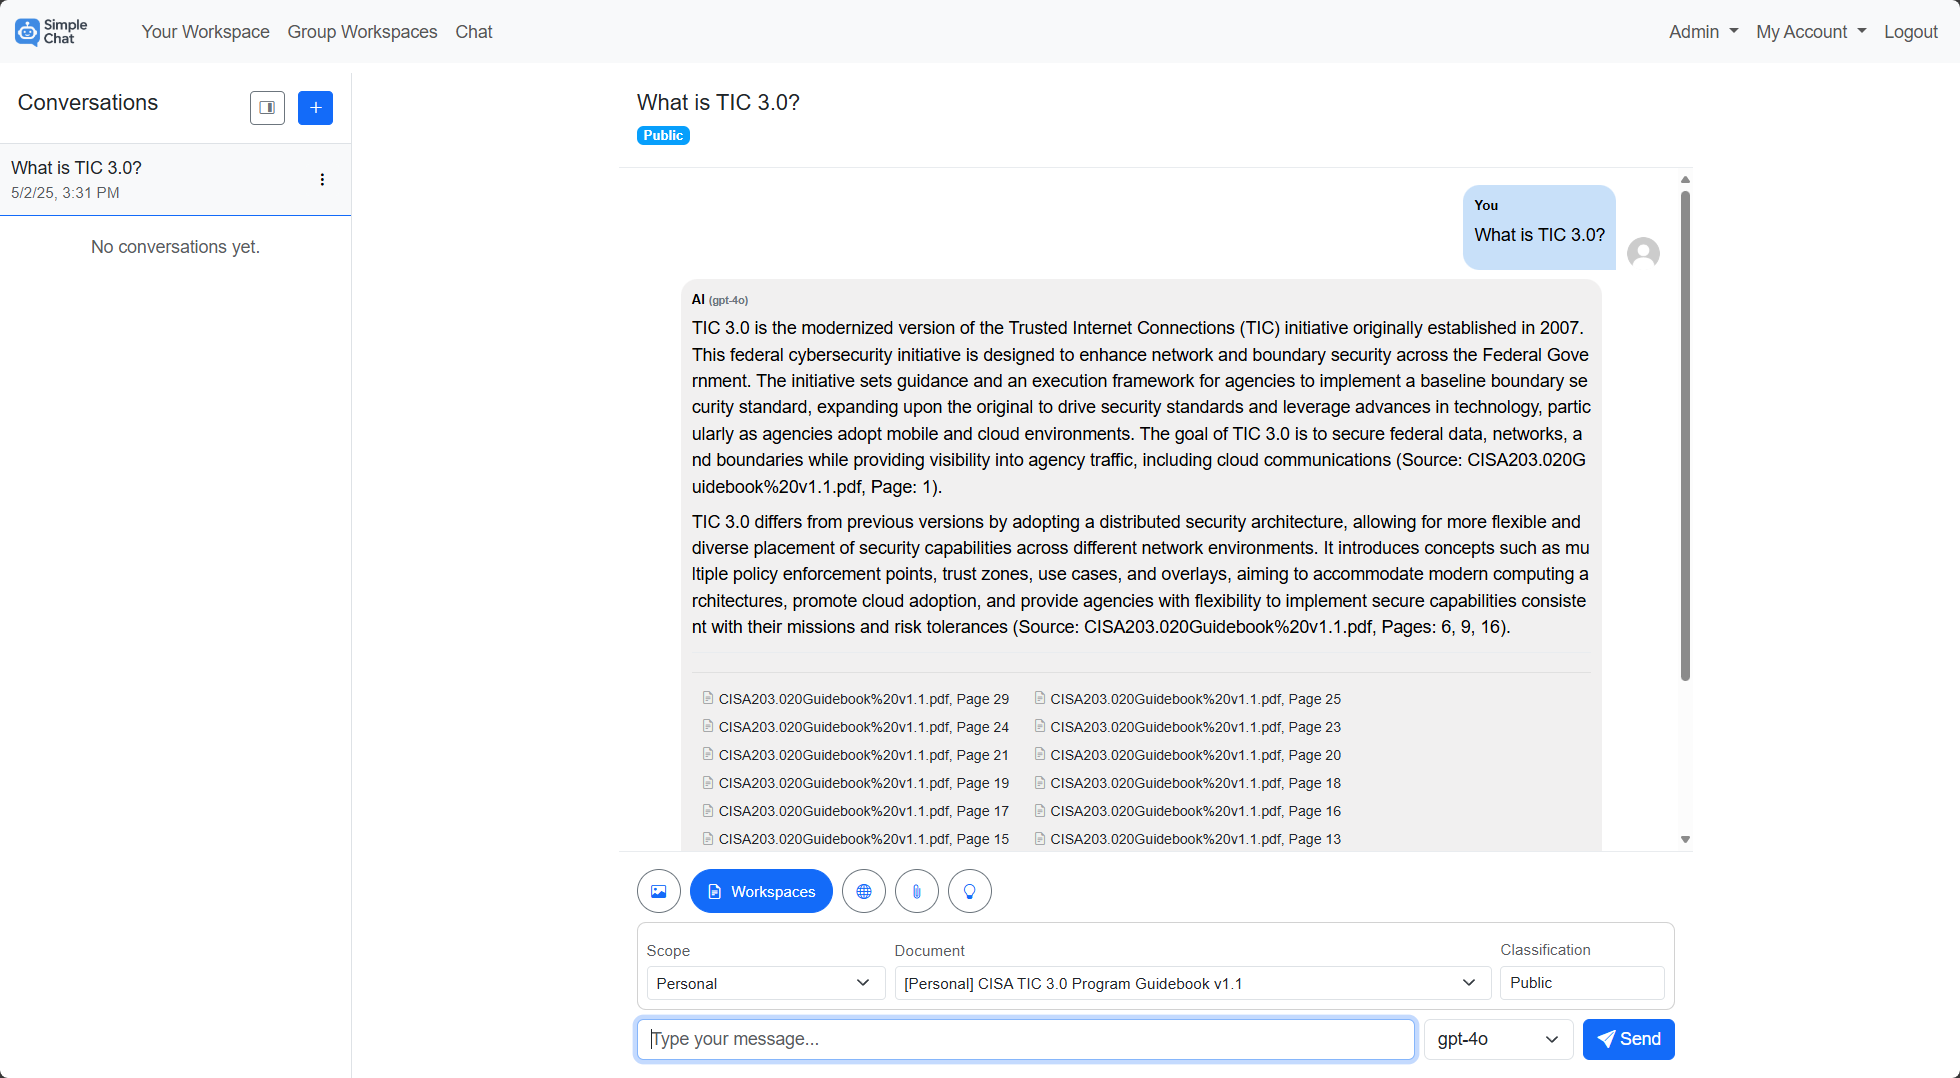 Simple Chat
Your Workspace
Group Workspaces
Chat
Admin
My Account
Logout
Conversations
What is TIC 3.0?
5/2/25, 3:31 PM
No conversations yet.
What is TIC 3.0?
Public
You
What is TIC 3.0?
AI (gpt-4o)
TIC 3.0 is the modernized version of the Trusted Internet Connections (TIC) initiative originally established in 2007.
This federal cybersecurity initiative is designed to enhance network and boundary security across the Federal Gove
rnment. The initiative sets guidance and an execution framework for agencies to implement a baseline boundary se
curity standard, expanding upon the original to drive security standards and leverage advances in technology, partic
ularly as agencies adopt mobile and cloud environments. The goal of TIC 3.0 is to secure federal data, networks, a
nd boundaries while providing visibility into agency traffic, including cloud communications (Source: CISA203.020G
uidebook%20v1.1.pdf, Page: 1).
TIC 3.0 differs from previous versions by adopting a distributed security architecture, allowing for more flexible and
diverse placement of security capabilities across different network environments. It introduces concepts such as mu
ltiple policy enforcement points, trust zones, use cases, and overlays, aiming to accommodate modern computing a
rchitectures, promote cloud adoption, and provide agencies with flexibility to implement secure capabilities consiste
nt with their missions and risk tolerances (Source: CISA203.020Guidebook%20v1.1.pdf, Pages: 6, 9, 16).
CISA203.020Guidebook%20v1.1.pdf, Page 29
CISA203.020Guidebook%20v1.1.pdf, Page 25
CISA203.020Guidebook%20v1.1.pdf, Page 24
CISA203.020Guidebook%20v1.1.pdf, Page 23
CISA203.020Guidebook%20v1.1.pdf, Page 21
CISA203.020Guidebook%20v1.1.pdf, Page 20
CISA203.020Guidebook%20v1.1.pdf, Page 19
CISA203.020Guidebook%20v1.1.pdf, Page 18
CISA203.020Guidebook%20v1.1.pdf, Page 17
CISA203.020Guidebook%20v1.1.pdf, Page 16
CISA203.020Guidebook%20v1.1.pdf, Page 15
CISA203.020Guidebook%20v1.1.pdf, Page 13
Workspaces
Scope
Document
Classification
Personal
[Personal] CISA TIC 3.0 Program Guidebook v1.1
Public
Type your message...
gpt-4o
Send